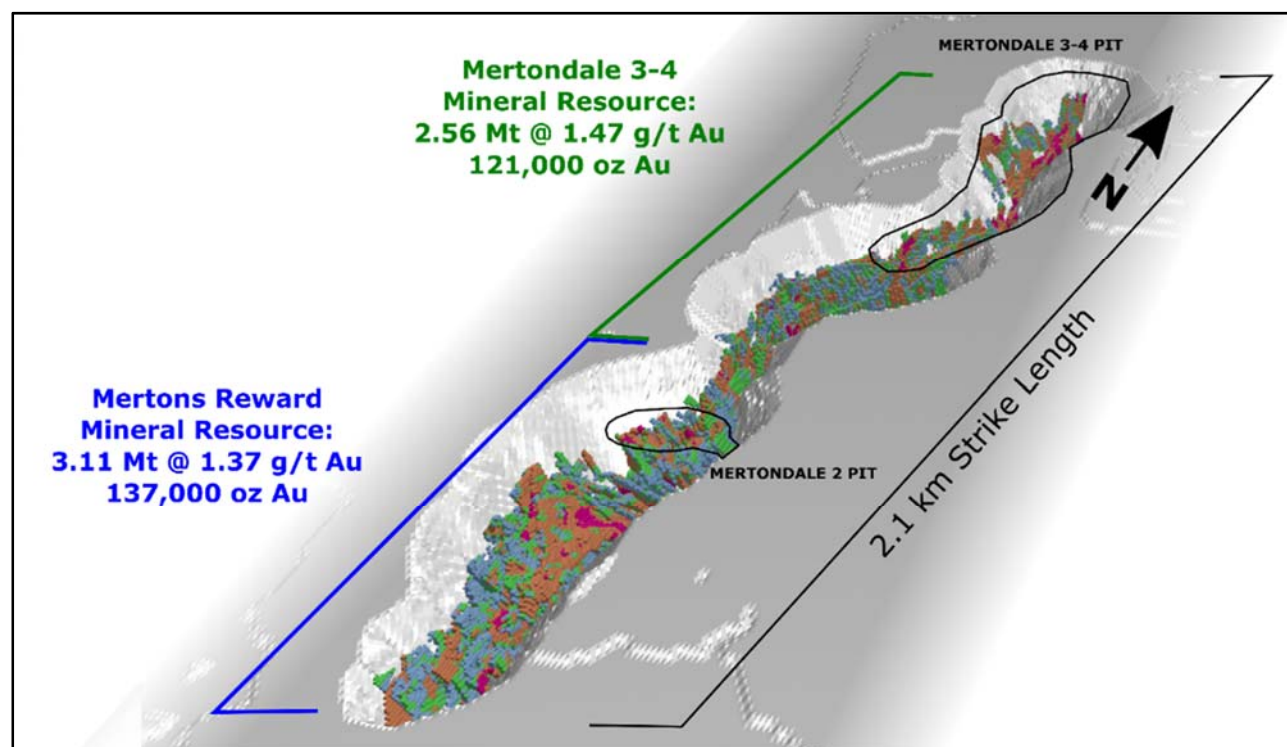 MERTONDALE 3-4 PIT
Mertondale 3-4
Mineral Resource:
2.56 Mt @ 1.47 g/t Au
121,000 oz Au
N
Mertons Reward
Mineral Resource:
3.11 Mt @ 1.37 g/t Au
137,000 oz Au
MERTONDALE 2 PIT
2.1 km Strike Length